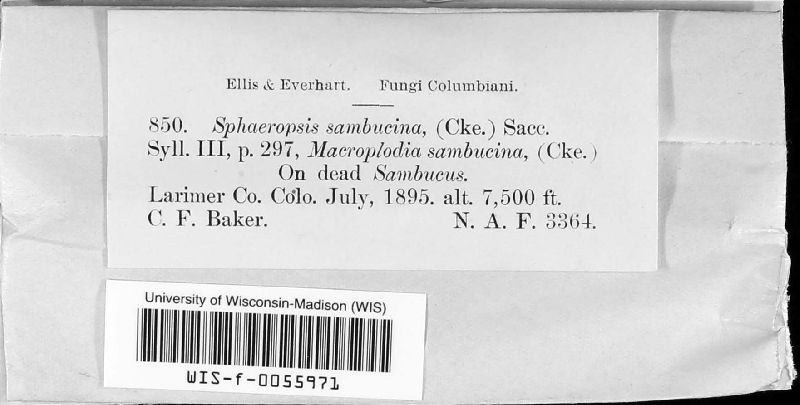 Ellis & Everhart. Fungi Columbiani.
850. Sphaeropsis sambucina, (Cke.) Sacc.
Syll. III, p. 297, Macroplodia sambucina, (Cke.)
On dead Sambucus.
Larimer Co. Colo. July, 1895. alt. 7,500 ft.
C. F. Baker. N. A. F. 3364.
University of Wisconsin-Madison (WIS)
WIS-f-0055971